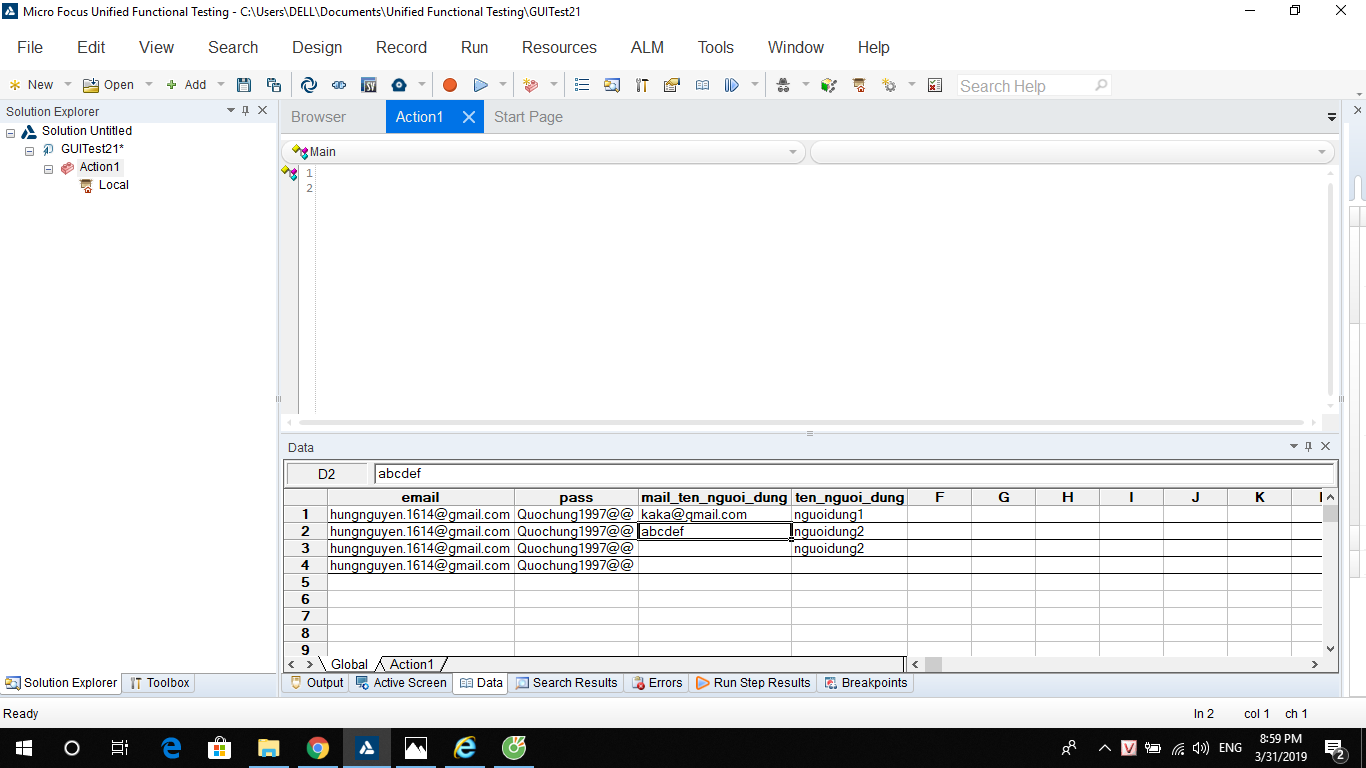 Micro Focus Unified Functional Testing - C:\Users\DELL\Documents\Unified Functional Testing\GUITest21
File Edit View Search Design Record Run Resources ALM Tools Window Help
New Open Add Search Help
Solution Explorer
Solution Untitled
GUITest21*
Action1
Local
Browser Action1 Start Page
Main
1
2
Data
D2 abcdef
email pass mail_ten_nguoi_dung ten_nguoi_dung F G H I J K
1 hungnguyen.1614@gmail.com Quochung1997@@ kaka@gmail.com nguoidung1
2 hungnguyen.1614@gmail.com Quochung1997@@ abcdef nguoidung2
3 hungnguyen.1614@gmail.com Quochung1997@@ nguoidung2
4 hungnguyen.1614@gmail.com Quochung1997@@
5
6
7
8
9
Global Action1
Solution Explorer Toolbox Output Active Screen Data Search Results Errors Run Step Results Breakpoints
Ready ln 2 col 1 ch 1
ENG 8:59 PM
3/31/2019 2